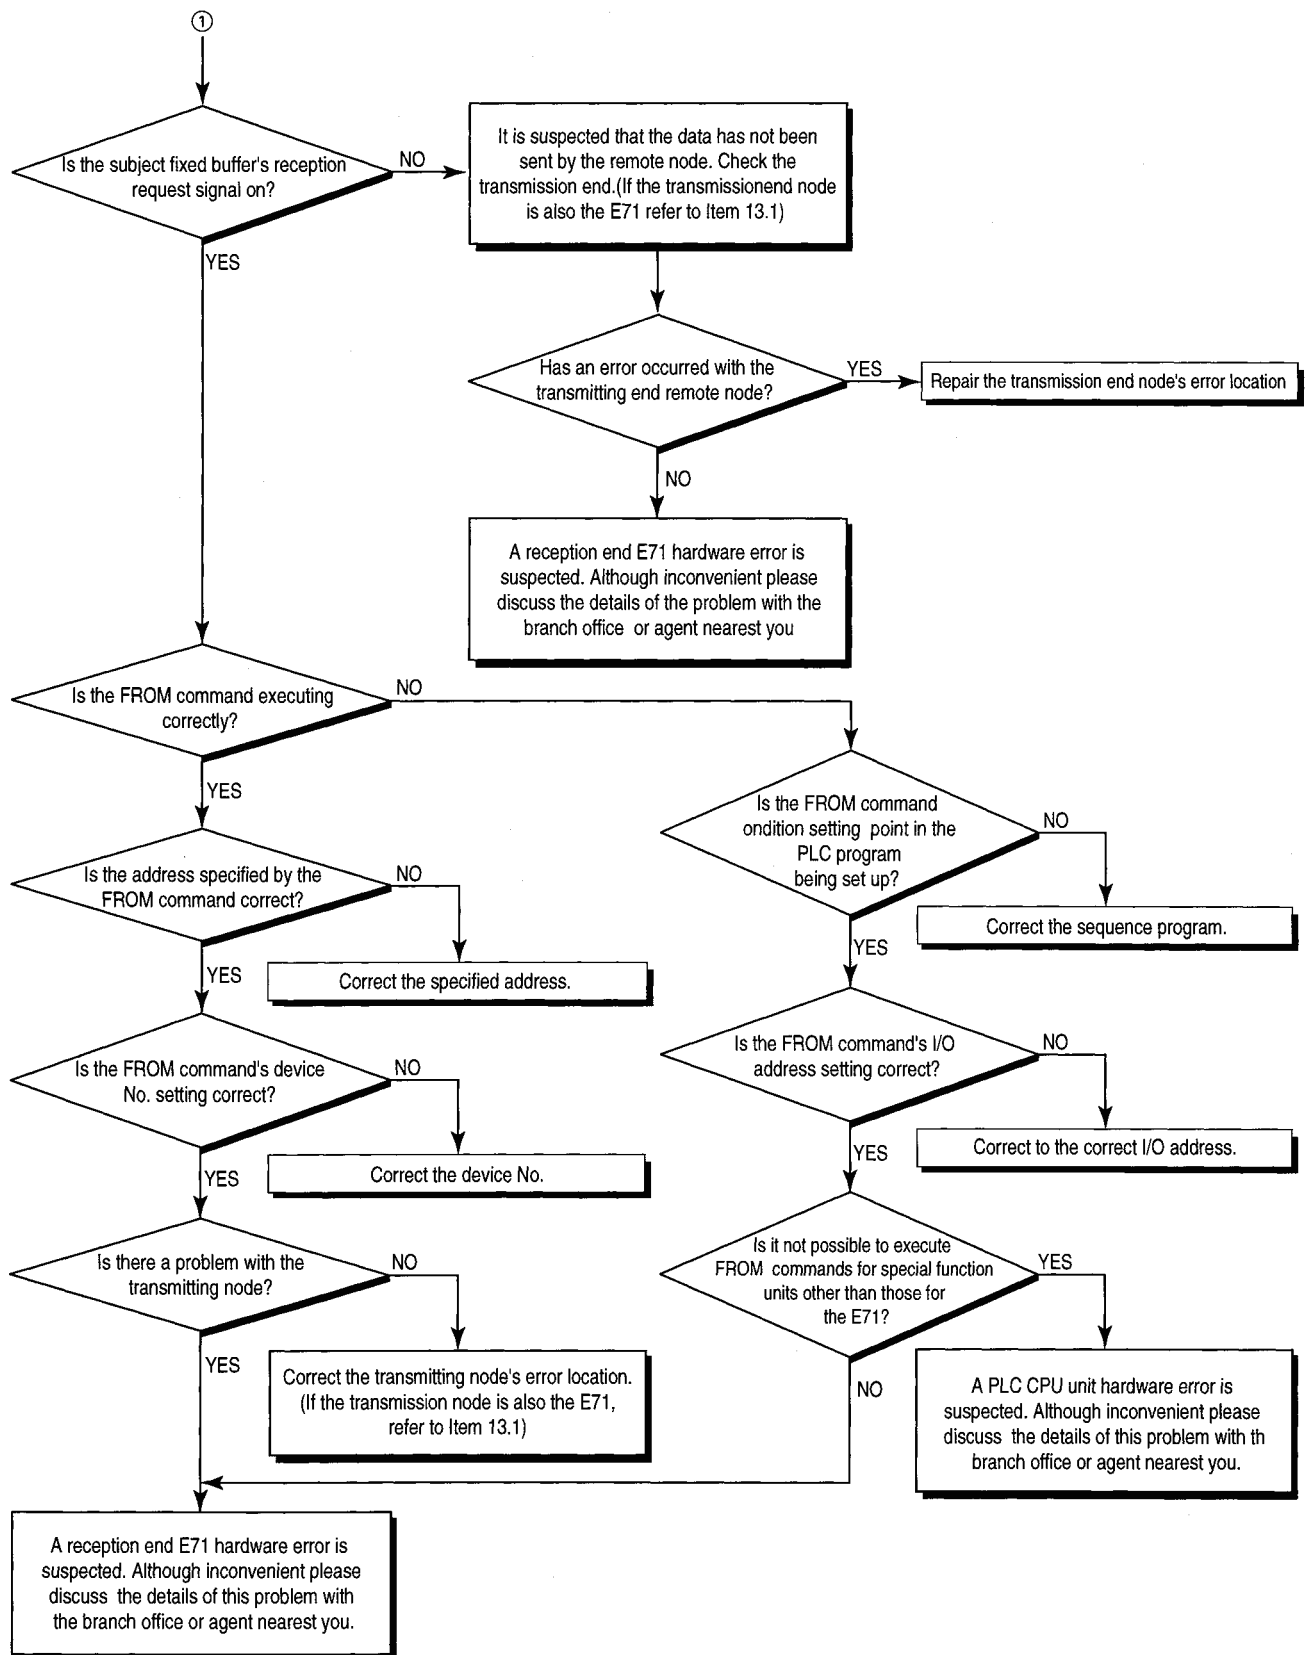 ①
Is the subject fixed buffer's reception
request signal on?
NO
It is suspected that the data has not been
sent by the remote node. Check the
transmission end.(If the transmissionend node
is also the E71 refer to Item 13.1)
YES
Has an error occurred with the
transmitting end remote node?
YES
Repair the transmission end node's error location
NO
A reception end E71 hardware error is
suspected. Although inconvenient please
discuss the details of the problem with the
branch office or agent nearest you
Is the FROM command executing
correctly?
NO
YES
Is the FROM command
ondition setting point in the
PLC program
being set up?
NO
Correct the sequence program.
YES
Is the address specified by the
FROM command correct?
NO
Correct the specified address.
YES
Is the FROM command's I/O
address setting correct?
NO
Correct to the correct I/O address.
YES
Is the FROM command's device
No. setting correct?
NO
Correct the device No.
YES
Is it not possible to execute
FROM commands for special function
units other than those for
the E71?
YES
A PLC CPU unit hardware error is
suspected. Although inconvenient please
discuss the details of this problem with th
branch office or agent nearest you.
NO
Is there a problem with the
transmitting node?
NO
Correct the transmitting node's error location.
(If the transmission node is also the E71,
refer to Item 13.1)
YES
A reception end E71 hardware error is
suspected. Although inconvenient please
discuss the details of this problem with
the branch office or agent nearest you.